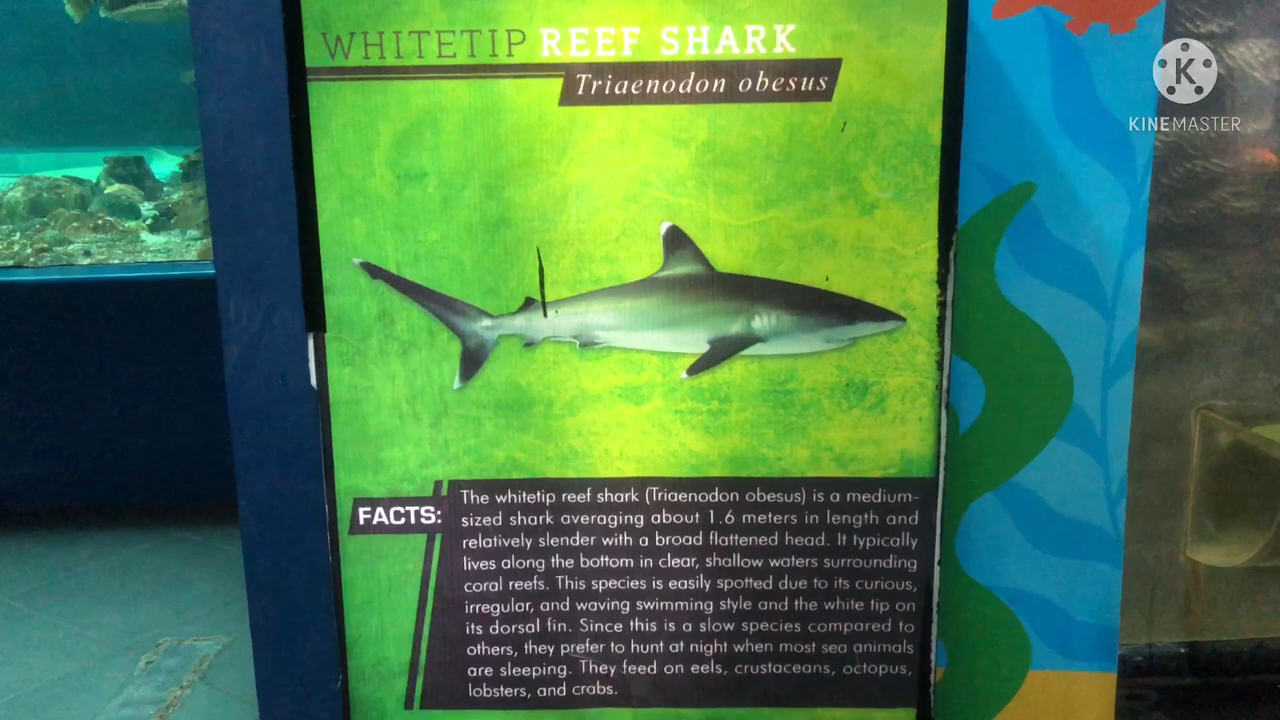 WHITETIP REEF SHARK
Triaenodon obesus
K
KINEMASTER
FACTS:
The whitetip reef shark (Triaenodon obesus) is a medium-
sized shark averaging about 1.6 meters in length and
relatively slender with a broad flattened head. It typically
lives along the bottom in clear, shallow waters surrounding
coral reefs. This species is easily spotted due to its curious,
irregular, and waving swimming style and the white tip on
its dorsal fin. Since this is a slow species compared to
others, they prefer to hunt at night when most sea animals
are sleeping. They feed on eels, crustaceans, octopus,
lobsters, and crabs.